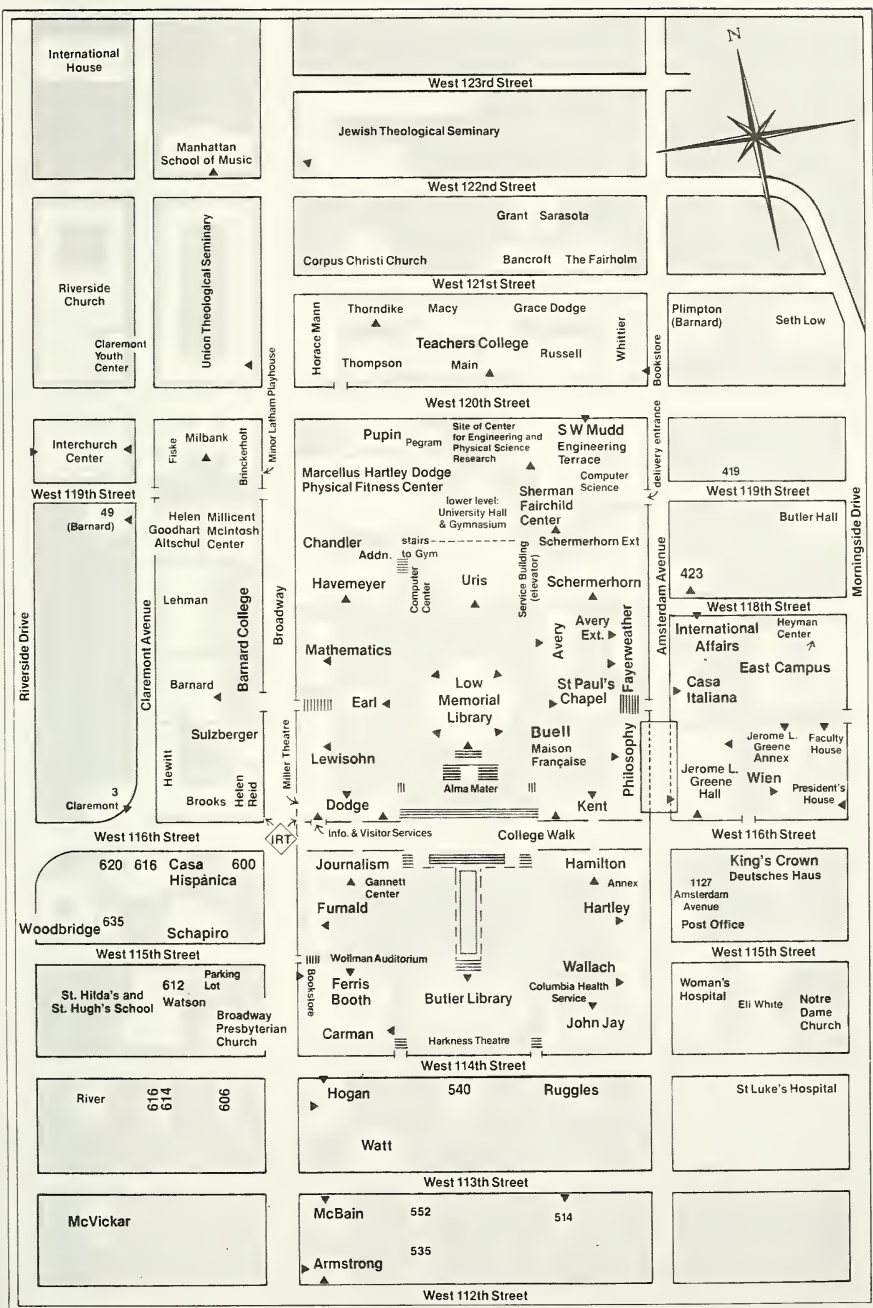 N
International
House
West 123rd Street
Jewish Theological Seminary
Manhattan
School of Music
West 122nd Street
Grant Sarasota
Union Theological Seminary
Corpus Christi Church
Bancroft The Fairholm
Riverside
Church
West 121st Street
Claremont
Youth
Center
Horace Mann
Thorndike Macy Grace Dodge
Teachers College
Thompson Main Russell
Whittier
Bookstore
Plimpton
(Barnard)
Seth Low
West 120th Street
Minor Latham Playhouse
Interchurch
Center
Fiske
Milbank
Brinckerhoff
Pupin
Pegram
Site of Center
for Engineering and
Physical Science
Research
S W Mudd
Engineering
Terrace
Computer
Science
delivery entrance
419
West 119th Street
West 119th Street
Marcellus Hartley Dodge
Physical Fitness Center
lower level:
University Hall
& Gymnasium
Sherman
Fairchild
Center
49
(Barnard)
Helen
Goodhart
Altschul
Millicent
McIntosh
Center
Butler Hall
Chandler
Addn.
stairs
to Gym
Schermerhorn Ext
Havemeyer
Computer
Center
Uris
Service Building
(elevator)
Schermerhorn
423
Lehman
Riverside Drive
Claremont Avenue
Barnard College
Broadway
Amsterdam Avenue
Morningside Drive
West 118th Street
Mathematics
Avery
Avery
Ext.
Fayerweather
International
Affairs
Heyman
Center
East Campus
Barnard
Earl
Low
Memorial
Library
St Paul's
Chapel
Casa
Italiana
Sulzberger
Hewitt
Miller Theatre
Lewisohn
Buell
Maison
Française
Philosophy
Jerome L.
Greene
Annex
Faculty
House
Jerome L.
Greene
Hall
Wien
President's
House
3
Claremont
Brooks
Helen
Reid
Alma Mater
Dodge
Kent
West 116th Street
IRT
Info. & Visitor Services
College Walk
West 116th Street
620 616 Casa
Hispánica
600
Journalism
Gannett
Center
Hamilton
Annex
King's Crown
Deutsches Haus
1127
Amsterdam
Avenue
Post Office
Woodbridge
635
Schapiro
Furnald
Hartley
West 115th Street
West 115th Street
Wollman Auditorium
St. Hilda's and
St. Hugh's School
612
Watson
Parking
Lot
Broadway
Presbyterian
Church
Bookstore
Ferris
Booth
Butler Library
Wallach
Columbia Health
Service
John Jay
Carman
Harkness Theatre
Woman's
Hospital
Eli White
Notre
Dame
Church
West 114th Street
River
616
614
606
Hogan
540
Ruggles
St Luke's Hospital
Watt
West 113th Street
McVickar
McBain
552
514
535
Armstrong
West 112th Street